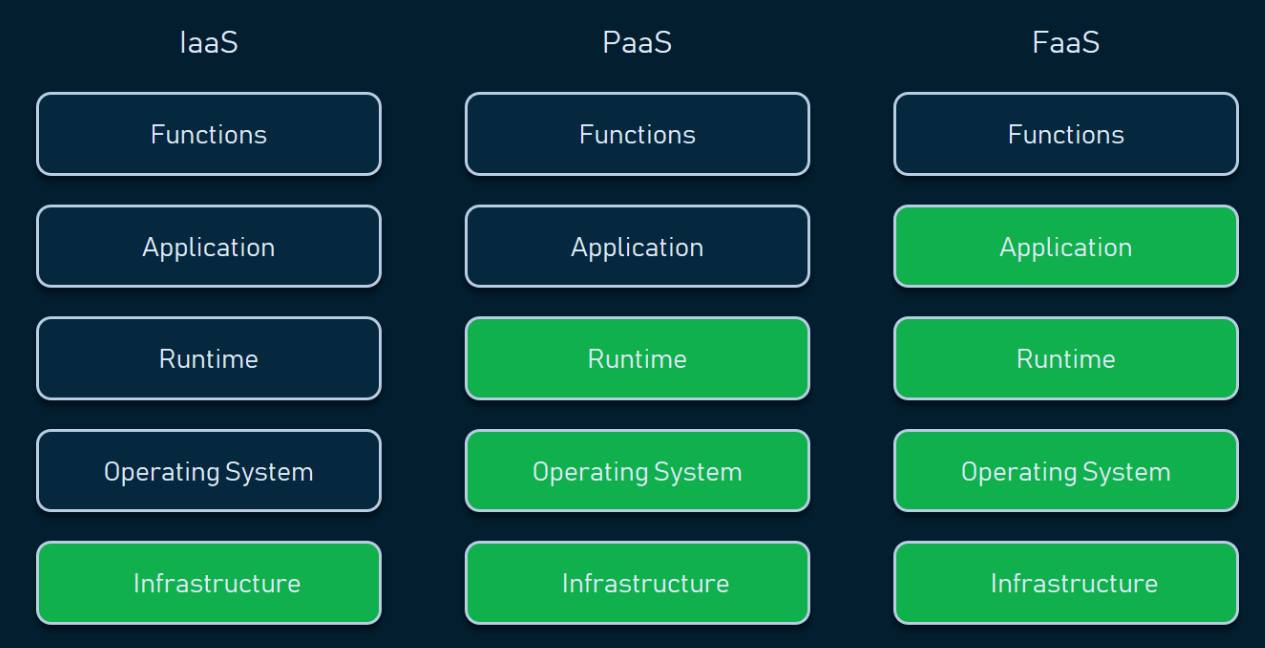 IaaS
PaaS
FaaS
Functions
Functions
Functions
Application
Application
Application
Runtime
Runtime
Runtime
Operating System
Operating System
Operating System
Infrastructure
Infrastructure
Infrastructure